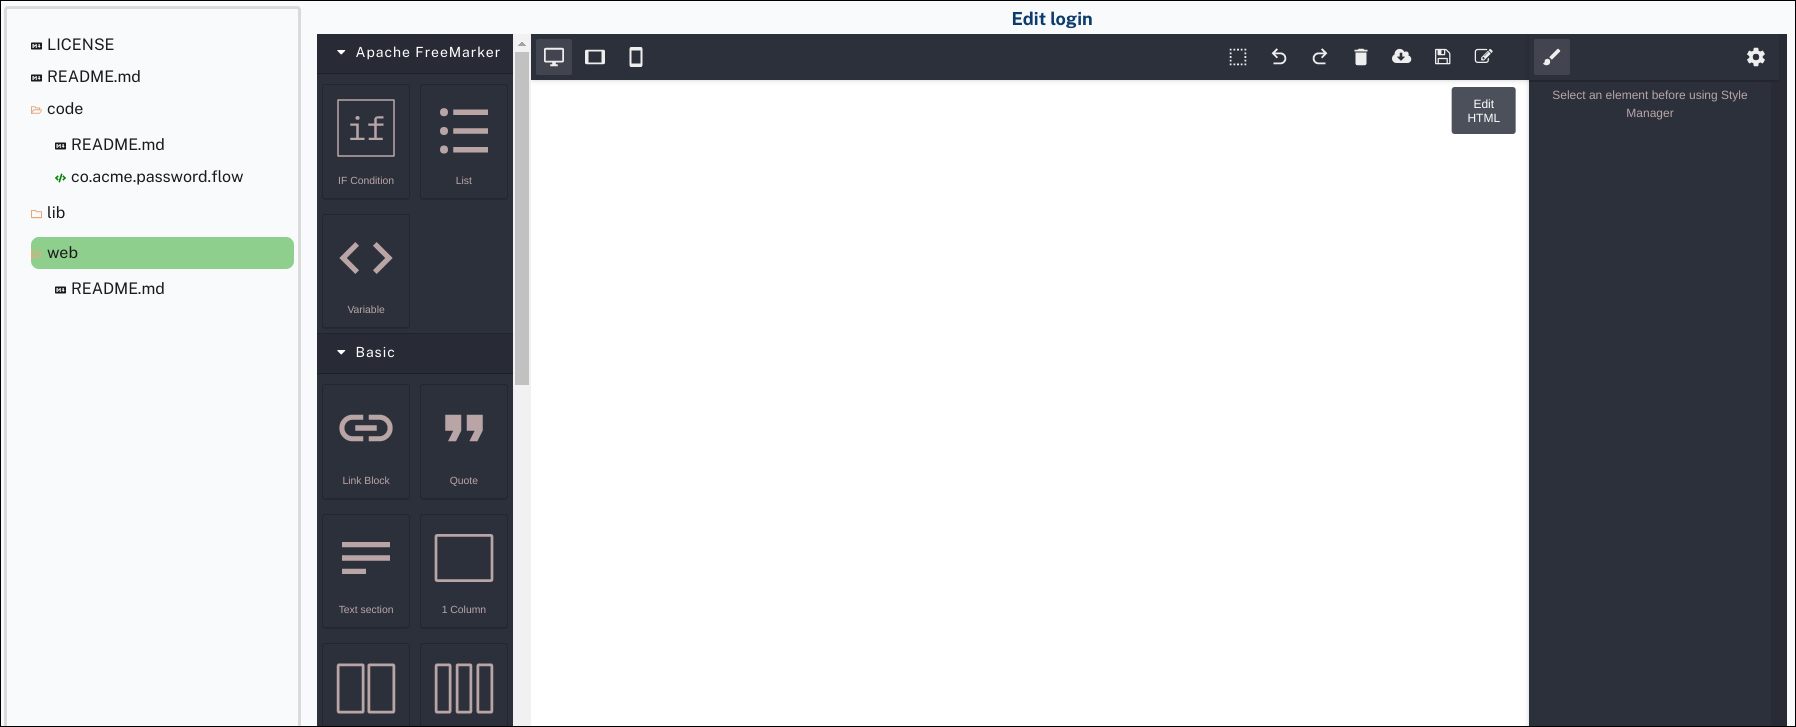 Edit login
LICENSE
README.md
code
README.md
co.acme.password.flow
lib
web
README.md
Apache FreeMarker
if
IF Condition
List
Variable
Basic
Link Block
Quote
Text section
1 Column
Edit
HTML
Select an element before using Style
Manager